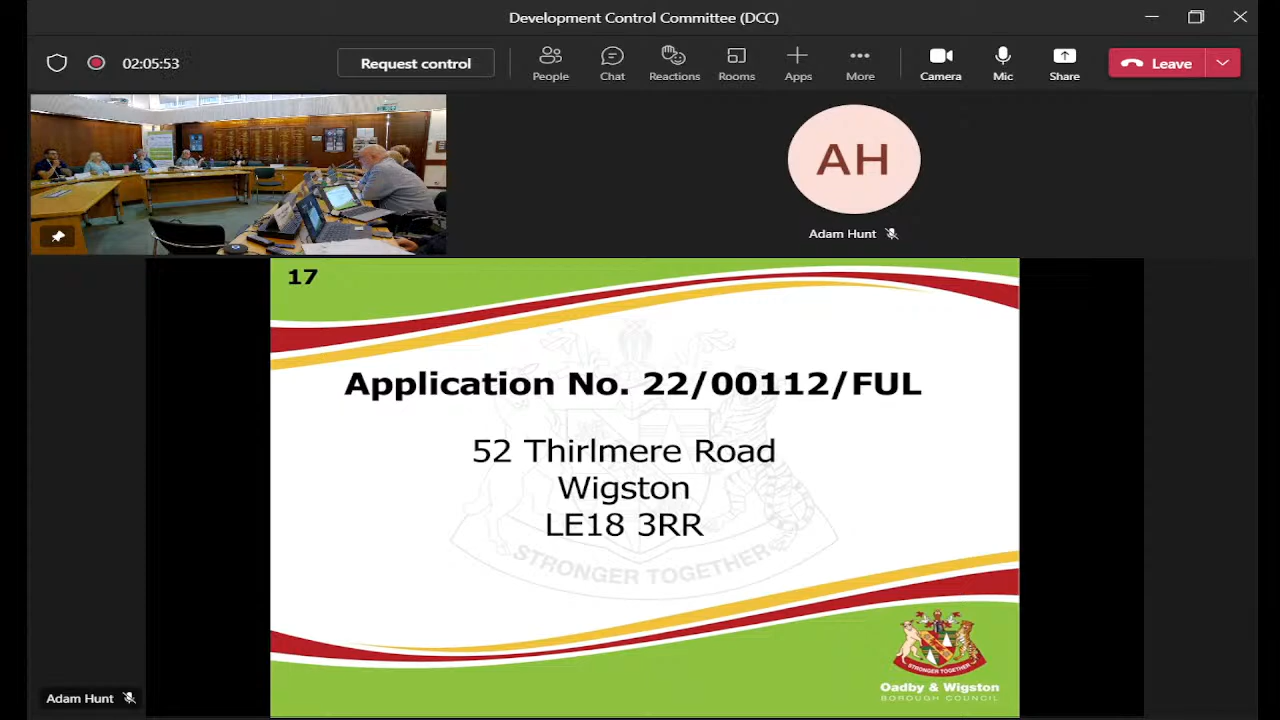 Development Control Committee (DCC)
02:05:53
Request control
People
Chat
Reactions
Rooms
Apps
More
Camera
Mic
Share
Leave
AH
Adam Hunt
17
Application No. 22/00112/FUL
52 Thirlmere Road
Wigston
LE18 3RR
STRONGER TOGETHER
STRONGER TOGETHER
Oadby & Wigston
BOROUGH COUNCIL
Adam Hunt